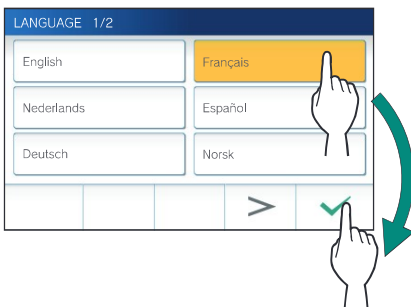 LANGUAGE 1/2
English
Français
Nederlands
Español
Deutsch
Norsk